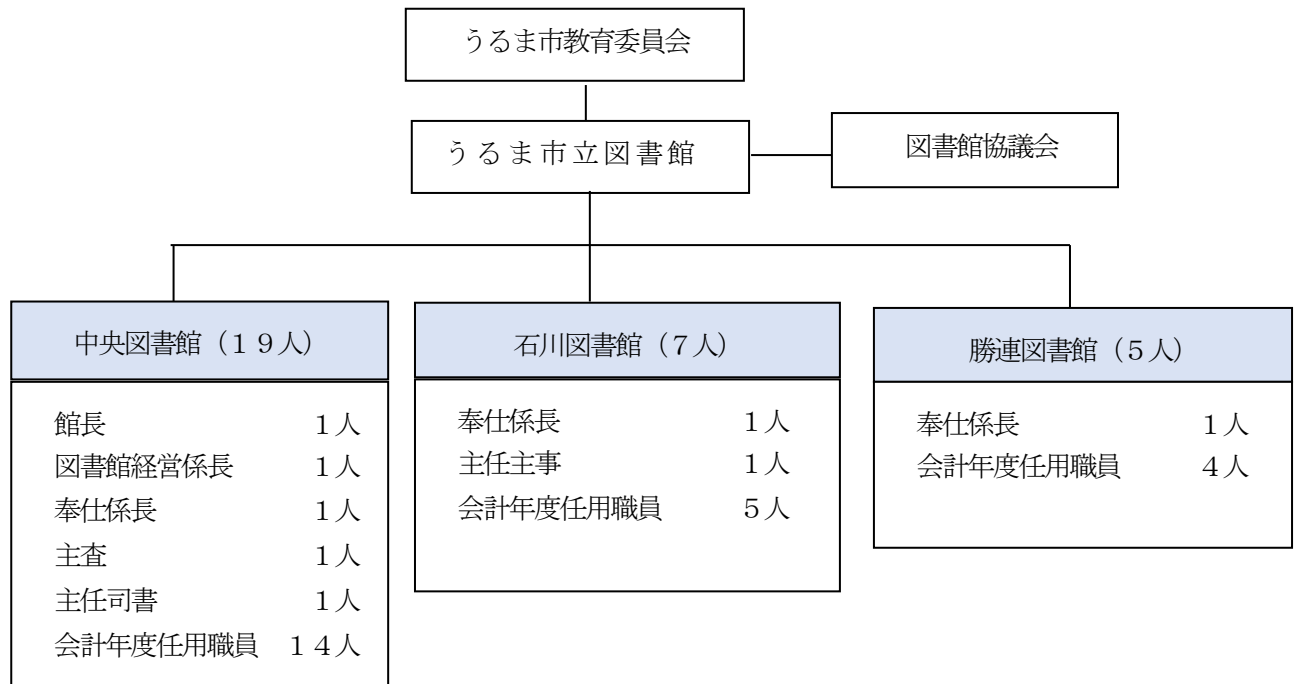 うるま市教育委員会
うるま市立図書館
図書館協議会
中央図書館（１９人）
館長 １人
図書館経営係長 １人
奉仕係長 １人
主査 １人
主任司書 １人
会計年度任用職員 １４人
石川図書館（７人）
奉仕係長 １人
主任主事 １人
会計年度任用職員 ５人
勝連図書館（５人）
奉仕係長 １人
会計年度任用職員 ４人